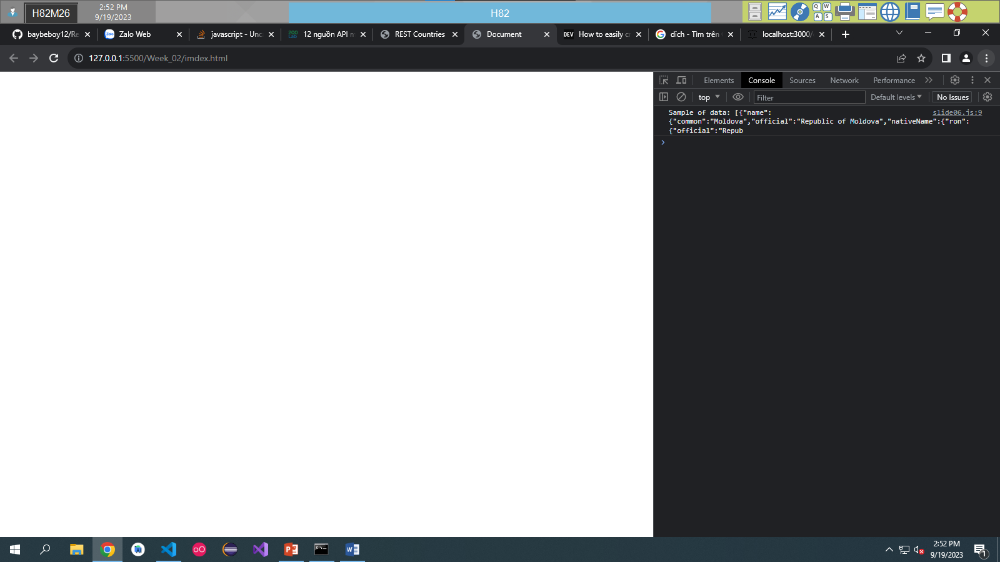 H82M26
2:52 PM
9/19/2023
H82
Q W
A S
baybeboy12/Re
Zalo Web
javascript - Unc
12 nguồn API m
REST Countries
Document
DEV How to easily cr
dich - Tìm trên
localhost:3000/
127.0.0.1:5500/Week_02/imdex.html
Elements Console Sources Network Performance
top Filter Default levels No Issues
Sample of data: [{"name": slide06.js:9
{"common":"Moldova","official":"Republic of Moldova","nativeName":{"ron":
{"official":"Repub
2:52 PM
9/19/2023
1